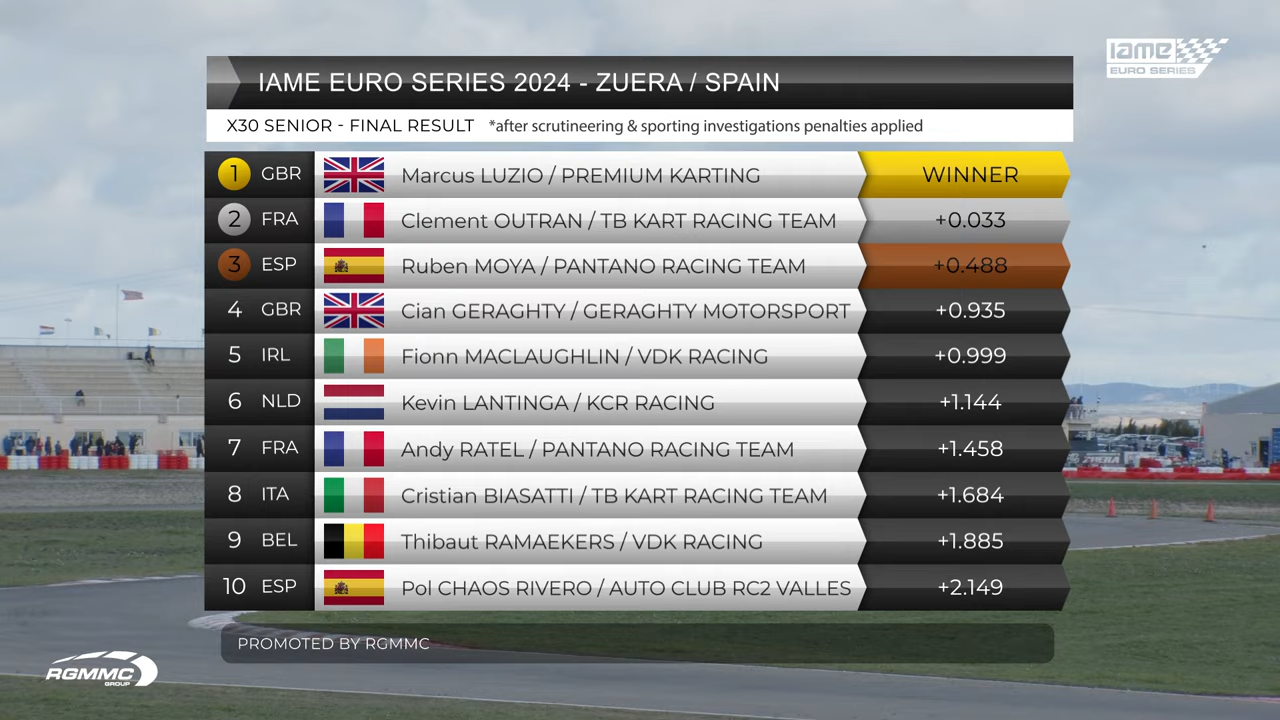 IAME EURO SERIES 2024 - ZUERA / SPAIN
iame
EURO SERIES
X30 SENIOR - FINAL RESULT *after scrutineering & sporting investigations penalties applied
1 GBR Marcus LUZIO / PREMIUM KARTING WINNER
2 FRA Clement OUTRAN / TB KART RACING TEAM +0.033
3 ESP Ruben MOYA / PANTANO RACING TEAM +0.488
4 GBR Cian GERAGHTY / GERAGHTY MOTORSPORT +0.935
5 IRL Fionn MACLAUGHLIN / VDK RACING +0.999
6 NLD Kevin LANTINGA / KCR RACING +1.144
7 FRA Andy RATEL / PANTANO RACING TEAM +1.458
8 ITA Cristian BIASATTI / TB KART RACING TEAM +1.684
9 BEL Thibaut RAMAEKERS / VDK RACING +1.885
10 ESP Pol CHAOS RIVERO / AUTO CLUB RC2 VALLES +2.149
PROMOTED BY RGMMC
RGMMC
GROUP